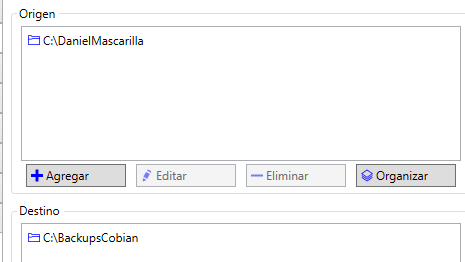 Origen
C:\DanielMascarilla
Agregar
Editar
Eliminar
Organizar
Destino
C:\BackupsCobian